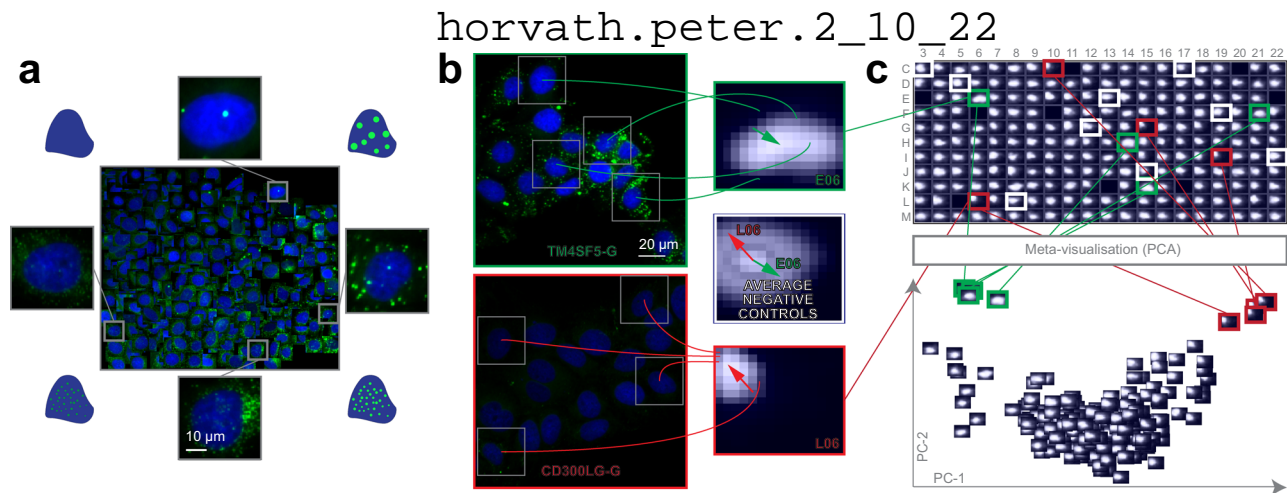 horvath.peter.2_10_22
a
10 µm
b
TM4SF5-G
20 µm
CD300LG-G
E06
L06
E06
AVERAGE
NEGATIVE
CONTROLS
L06
c
3 5 6 7 8 9 10 11 12 13 14 15 16 17 18 19 20 21 22
C
D
E
F
G
H
I
J
K
L
M
Meta-visualisation (PCA)
PC-2
PC-1